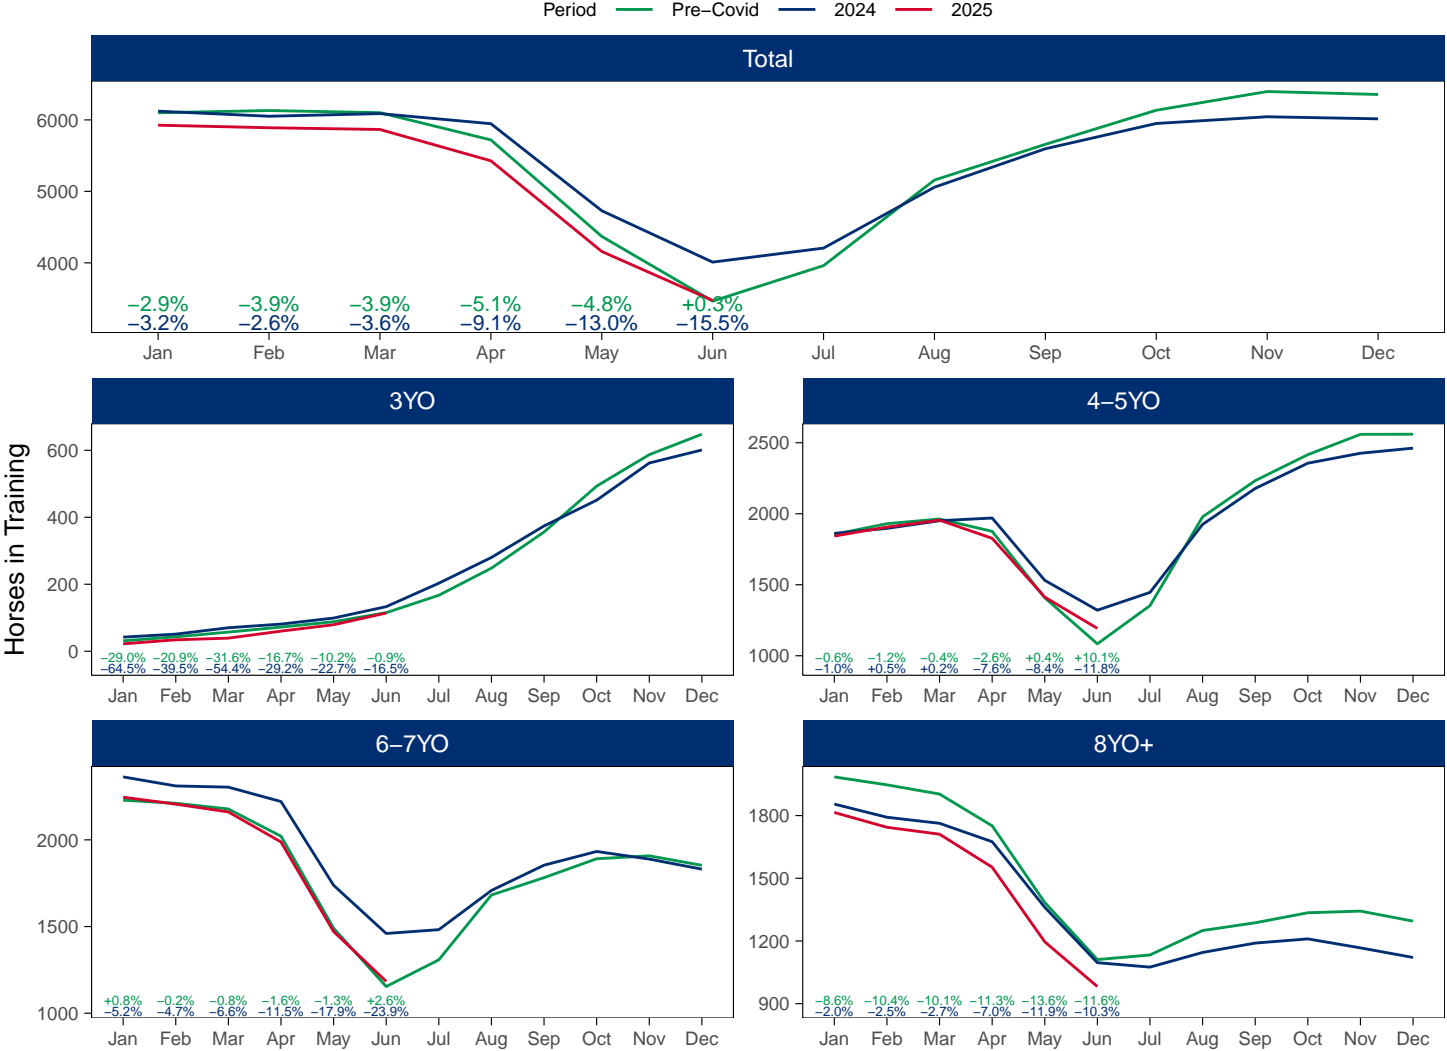 Period Pre−Covid 2024 2025
Total
6000
5000
4000
−2.9% −3.9% −3.9% −5.1% −4.8% +0.3%
−3.2% −2.6% −3.6% −9.1% −13.0% −15.5%
Jan Feb Mar Apr May Jun Jul Aug Sep Oct Nov Dec
Horses in Training
3YO
600
400
200
0
−29.0% −20.9% −31.6% −16.7% −10.2% −0.9%
−64.5% −39.5% −54.4% −29.2% −22.7% −16.5%
Jan Feb Mar Apr May Jun Jul Aug Sep Oct Nov Dec
4−5YO
2500
2000
1500
1000
−0.6% −1.2% −0.4% −2.6% +0.4% +10.1%
−1.0% +0.5% +0.2% −7.6% −8.4% −11.8%
Jan Feb Mar Apr May Jun Jul Aug Sep Oct Nov Dec
6−7YO
2000
1500
1000
+0.8% −0.2% −0.8% −1.6% −1.3% +2.6%
−5.2% −4.7% −6.6% −11.5% −17.9% −23.9%
Jan Feb Mar Apr May Jun Jul Aug Sep Oct Nov Dec
8YO+
1800
1500
1200
900
−8.6% −10.4% −10.1% −11.3% −13.6% −11.6%
−2.0% −2.5% −2.7% −7.0% −11.9% −10.3%
Jan Feb Mar Apr May Jun Jul Aug Sep Oct Nov Dec